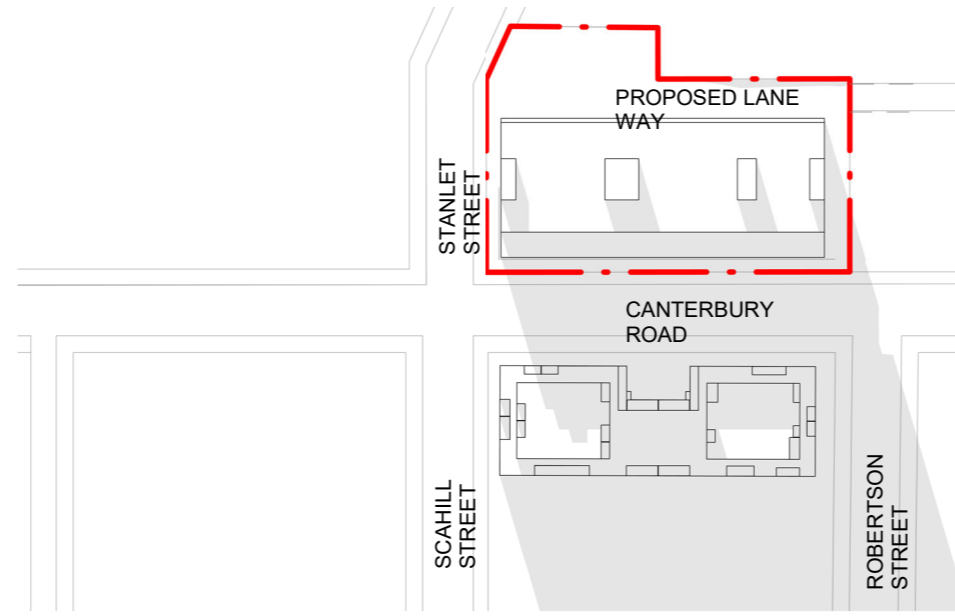 PROPOSED LANE
WAY
STANLET
STREET
CANTERBURY
ROAD
SCAHILL
STREET
ROBERTSON
STREET